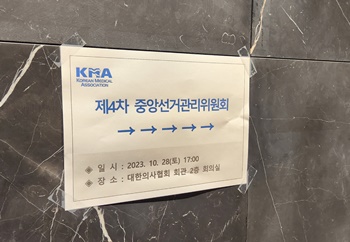 KMA
KOREAN MEDICAL
ASSOCIATION
제4차 중앙선거관리위원회
→→→→→
◈ 일 시 : 2023. 10. 28(토) 17:00
◈ 장 소 : 대한의사협회 회관 2층 회의실